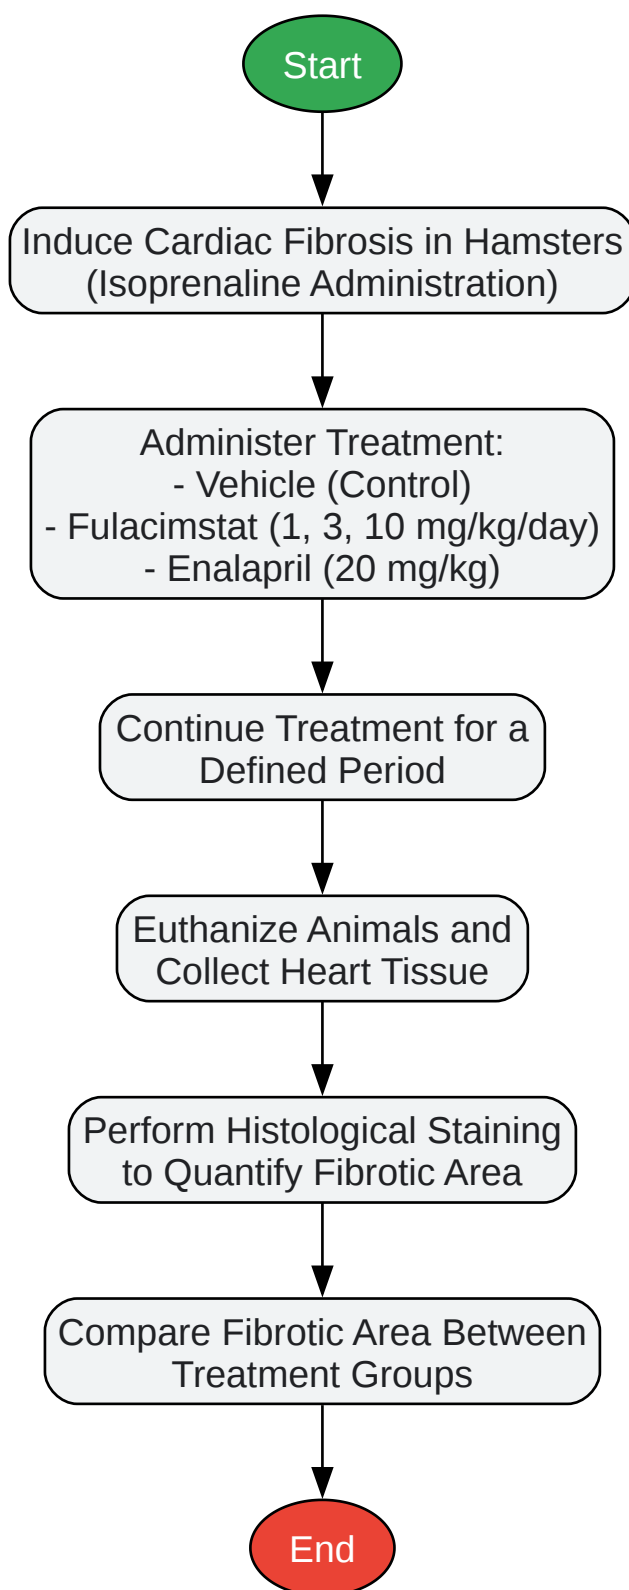 Start
Induce Cardiac Fibrosis in Hamsters
(Isoprenaline Administration)
Administer Treatment:
- Vehicle (Control)
- Fulacimstat (1, 3, 10 mg/kg/day)
- Enalapril (20 mg/kg)
Continue Treatment for a
Defined Period
Euthanize Animals and
Collect Heart Tissue
Perform Histological Staining
to Quantify Fibrotic Area
Compare Fibrotic Area Between
Treatment Groups
End